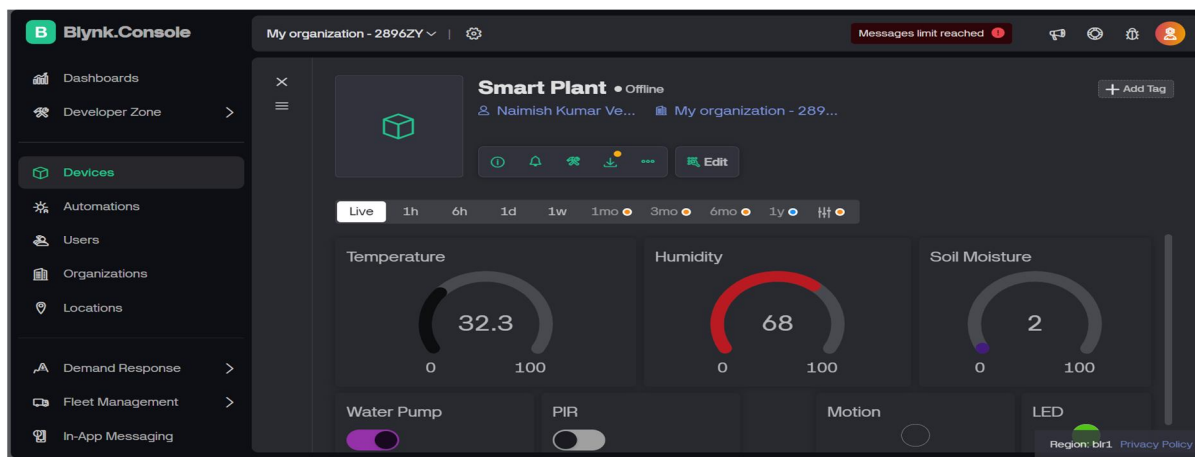 B Blynk.Console
My organization - 2896ZY
Messages limit reached
Dashboards
Developer Zone
Devices
Automations
Users
Organizations
Locations
Demand Response
Fleet Management
In-App Messaging
Smart Plant Offline
Naimish Kumar Ve... My organization - 289...
Add Tag
Edit
Live 1h 6h 1d 1w 1mo 3mo 6mo 1y
Temperature
32.3
0 100
Humidity
68
0 100
Soil Moisture
2
0 100
Water Pump
PIR
Motion
LED
Region: blr1 Privacy Policy